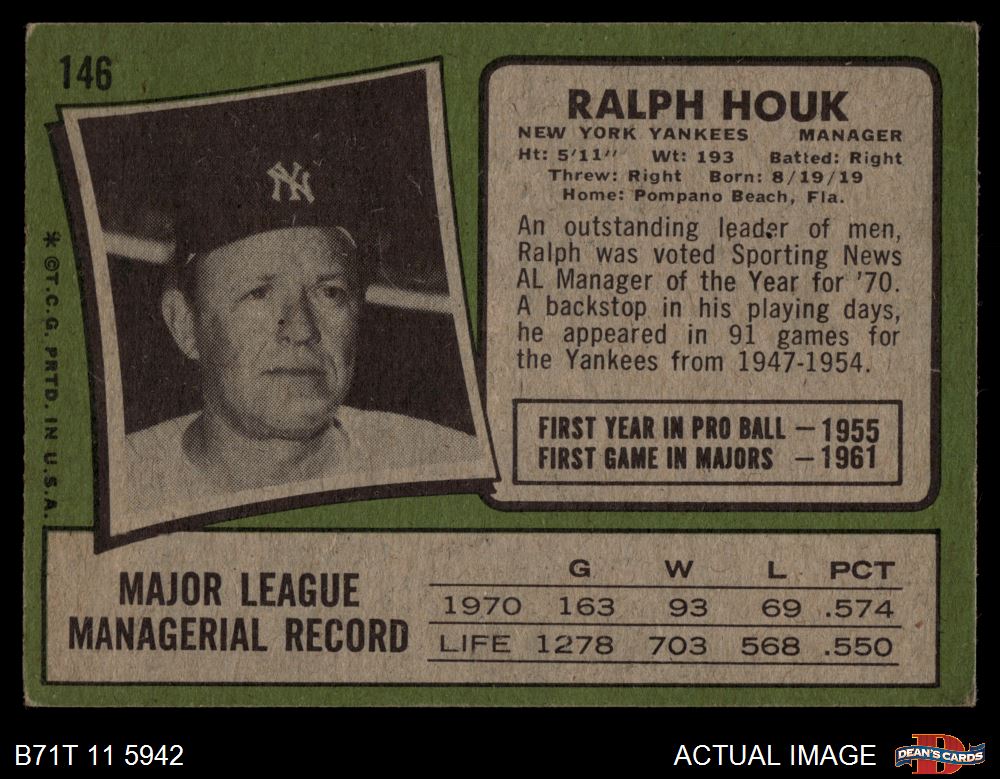 146
RALPH HOUK
NEW YORK YANKEES MANAGER
Ht: 5'11" Wt: 193 Batted: Right
Threw: Right Born: 8/19/19
Home: Pompano Beach, Fla.
An outstanding leader of men,
Ralph was voted Sporting News
AL Manager of the Year for '70.
A backstop in his playing days,
he appeared in 91 games for
the Yankees from 1947-1954.
FIRST YEAR IN PRO BALL — 1955
FIRST GAME IN MAJORS — 1961
NY
* © T.C.G. PRTD. IN U.S.A.
MAJOR LEAGUE
MANAGERIAL RECORD
G W L PCT
1970 163 93 69 .574
LIFE 1278 703 568 .550
B71T 11 5942
ACTUAL IMAGE
D
DEAN'S CARDS